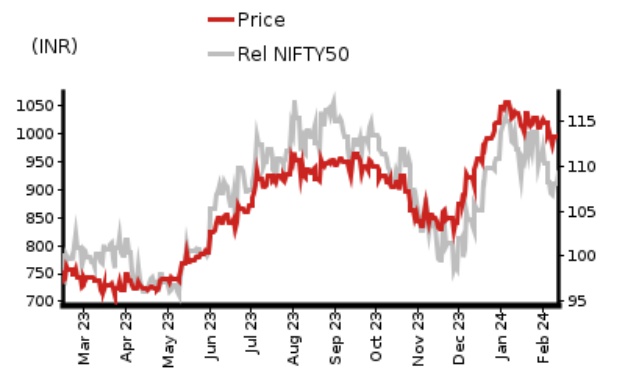 Price
(INR)
Rel NIFTY50
1050
1000
950
900
850
800
750
700
115
110
105
100
95
Mar 23
Apr 23
May 23
Jun 23
Jul 23
Aug 23
Sep 23
Oct 23
Nov 23
Dec 23
Jan 24
Feb 24